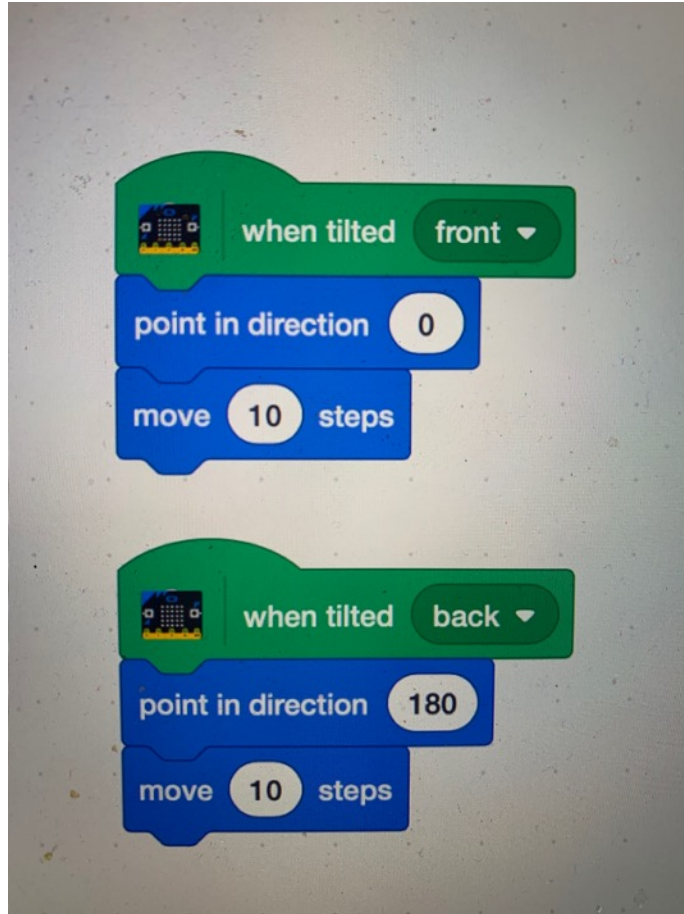 when tilted front
point in direction 0
move 10 steps
when tilted back
point in direction 180
move 10 steps